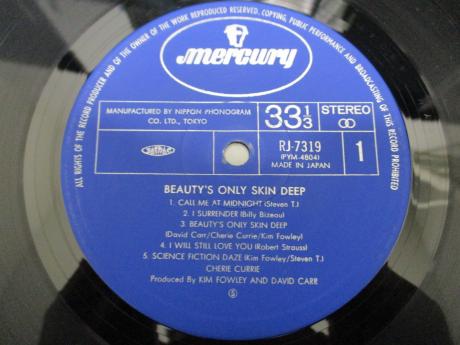 mercury
ALL RIGHTS OF THE RECORD PRODUCER AND OF THE OWNER OF THE WORK REPRODUCED RESERVED. COPYING, PUBLIC PERFORMANCE AND BROADCASTING OF THIS RECORD PROHIBITED
MANUFACTURED BY NIPPON PHONOGRAM
CO. LTD., TOKYO
33 1/3
STEREO
JASRAC
RJ-7319
(PYM-4804)
MADE IN JAPAN
1
BEAUTY'S ONLY SKIN DEEP
1. CALL ME AT MIDNIGHT (Steven T.)
2. I SURRENDER (Billy Bizeau)
3. BEAUTY'S ONLY SKIN DEEP
(David Carr/Cherie Currie/Kim Fowley)
4. I WILL STILL LOVE YOU (Robert Strauss)
5. SCIENCE FICTION DAZE (Kim Fowley/Steven T.)
CHERIE CURRIE
Produced By KIM FOWLEY AND DAVID CARR
S